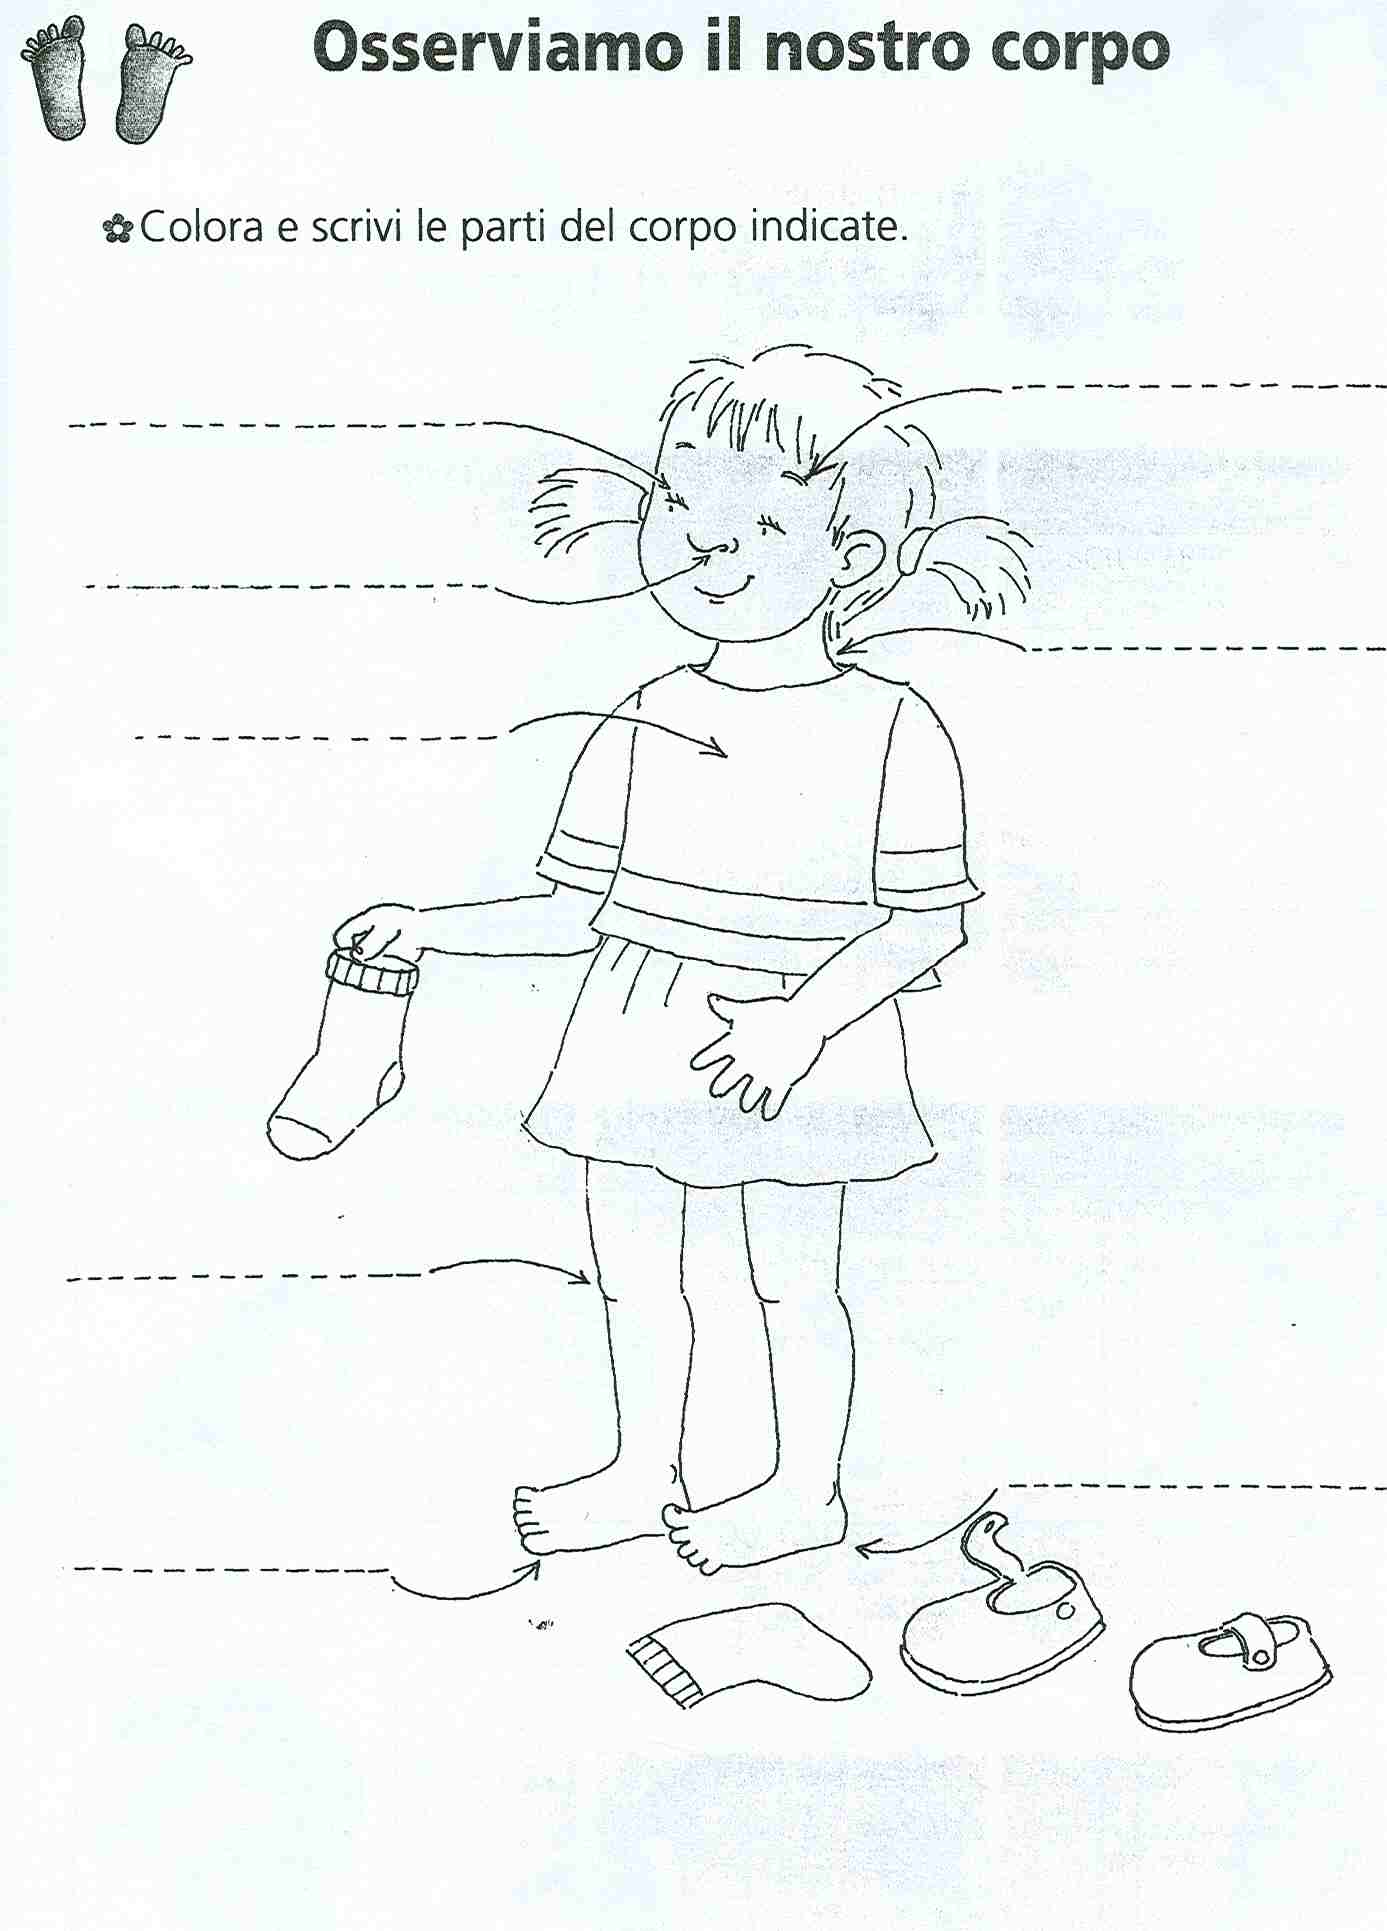 Osserviamo il nostro corpo
Colora e scrivi le parti del corpo indicate.